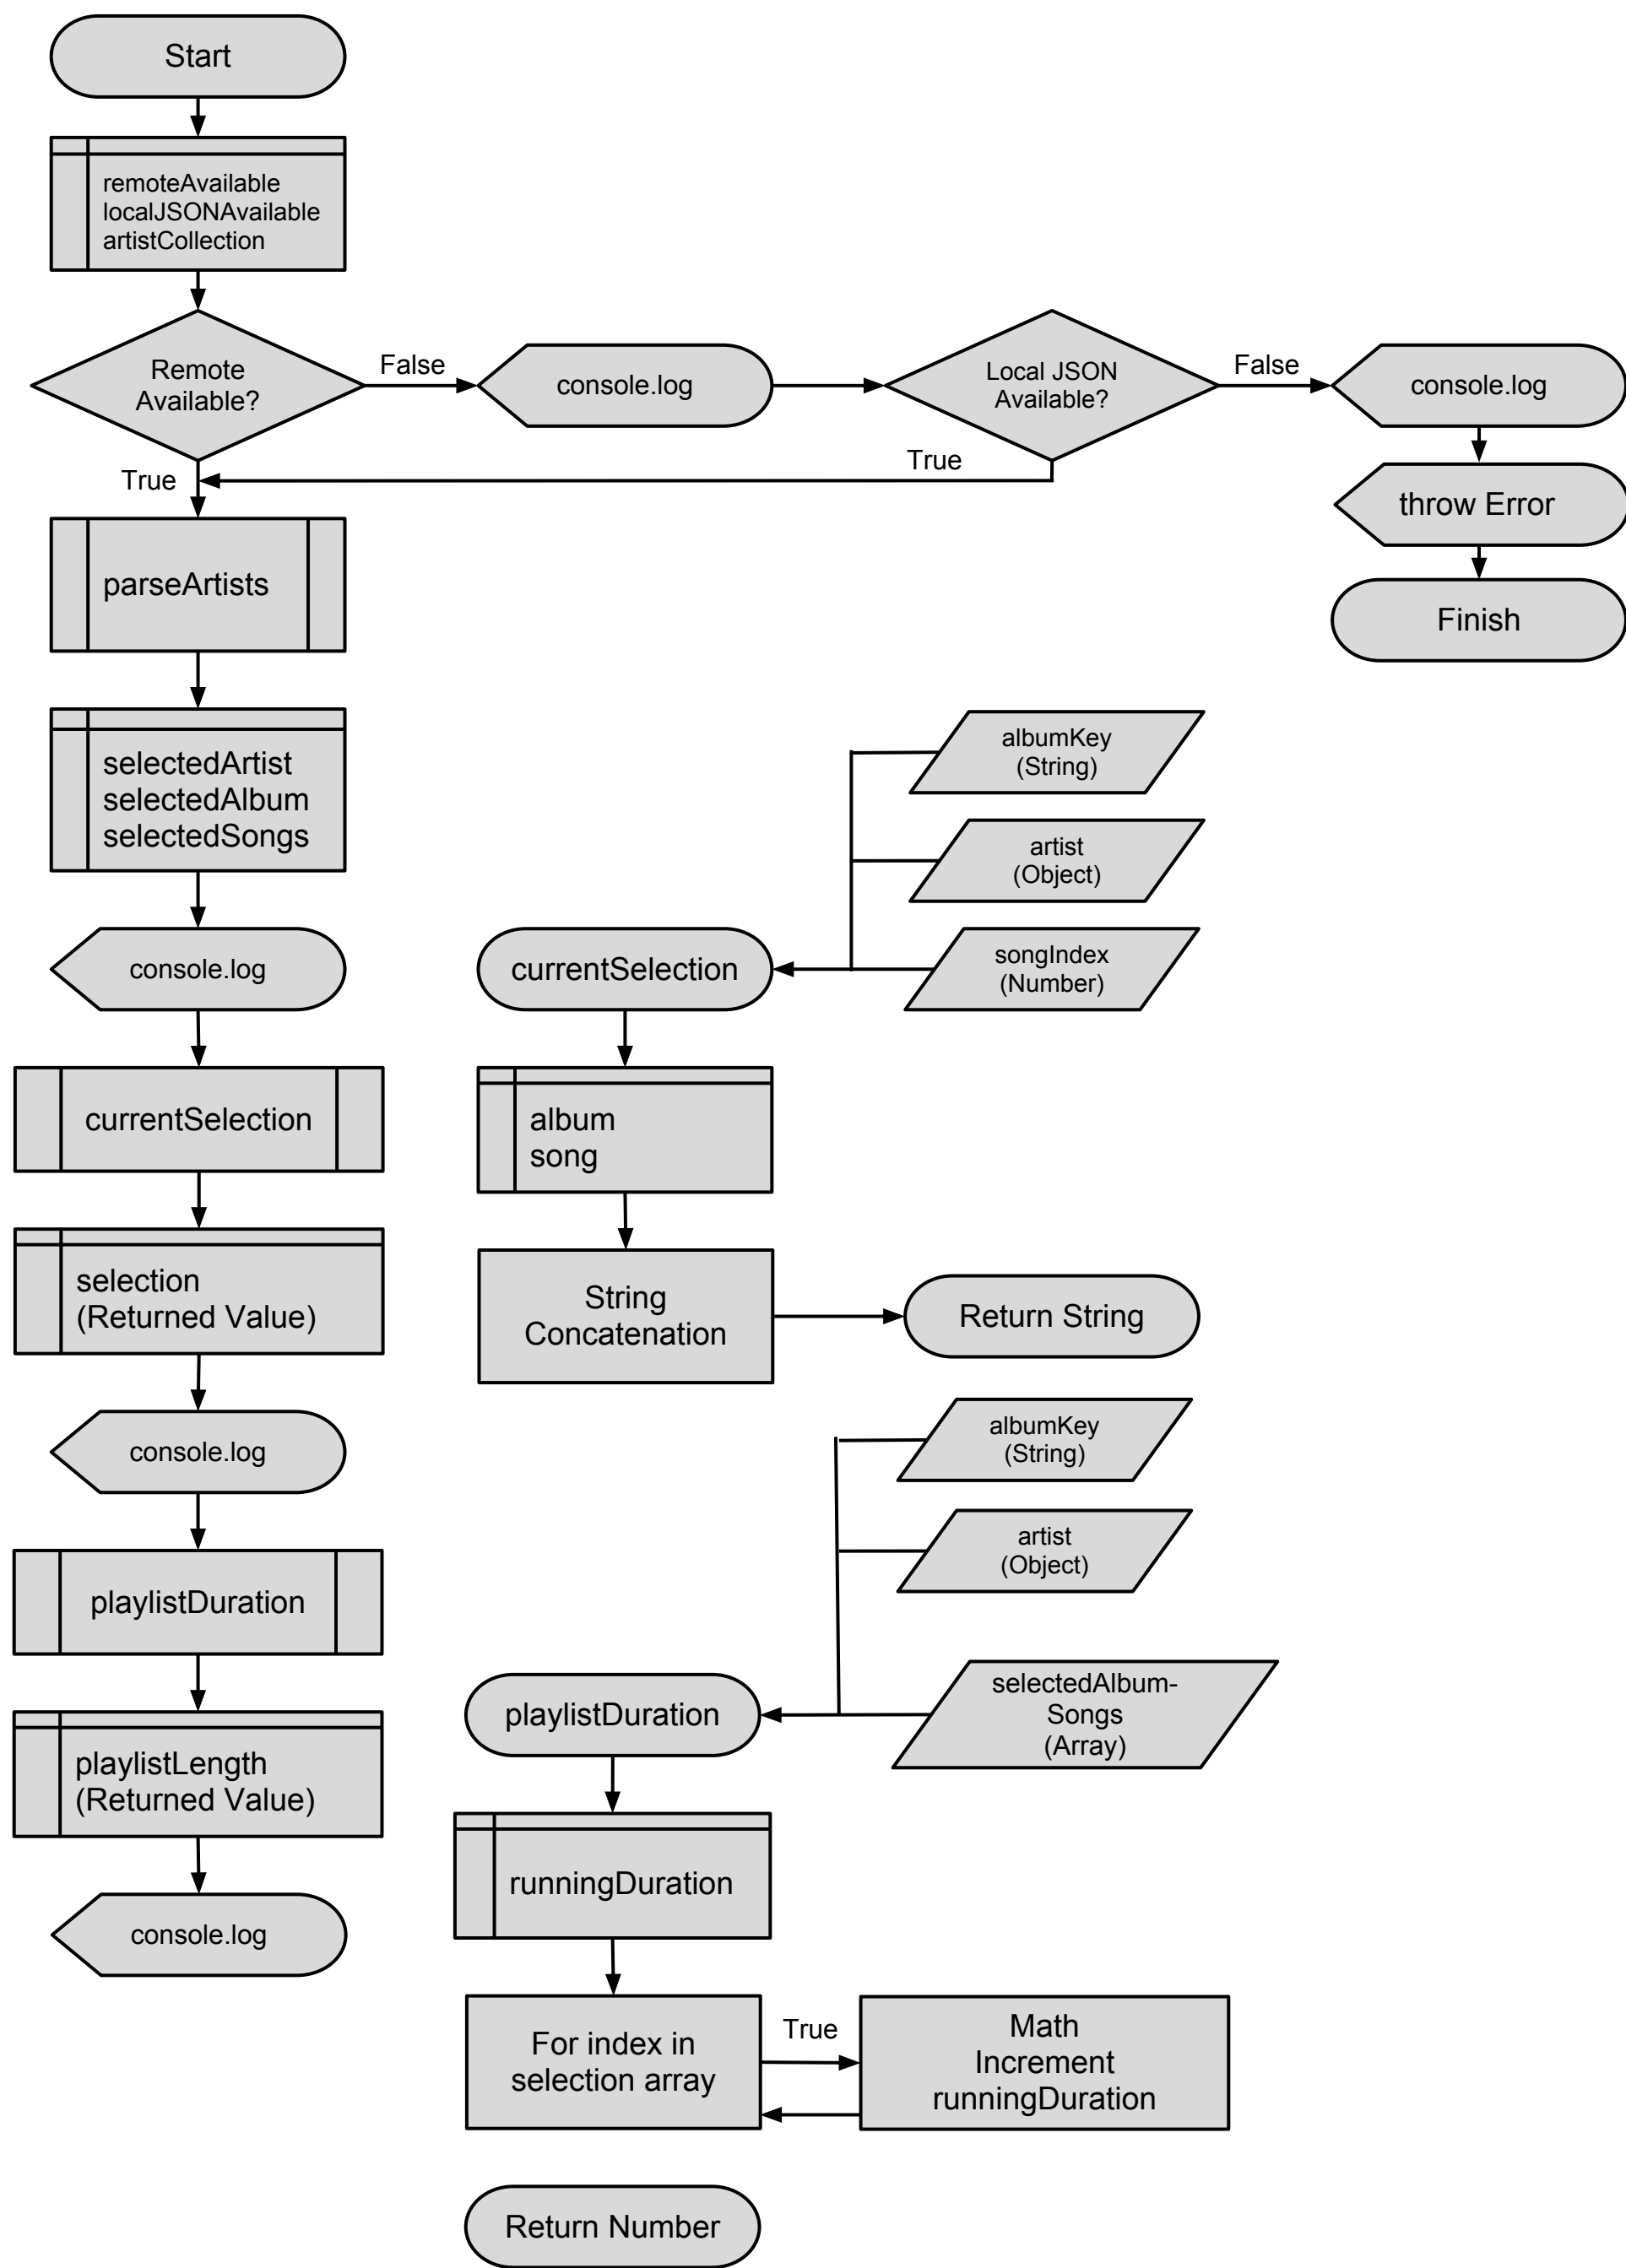 Start
remoteAvailable
localJSONAvailable
artistCollection
Remote
Available?
False
console.log
Local JSON
Available?
False
console.log
True
True
throw Error
Finish
parseArtists
selectedArtist
selectedAlbum
selectedSongs
console.log
currentSelection
selection
(Returned Value)
console.log
playlistDuration
playlistLength
(Returned Value)
console.log
albumKey
(String)
artist
(Object)
songIndex
(Number)
currentSelection
album
song
String
Concatenation
Return String
albumKey
(String)
artist
(Object)
selectedAlbum-
Songs
(Array)
playlistDuration
runningDuration
For index in
selection array
True
Math
Increment
runningDuration
Return Number